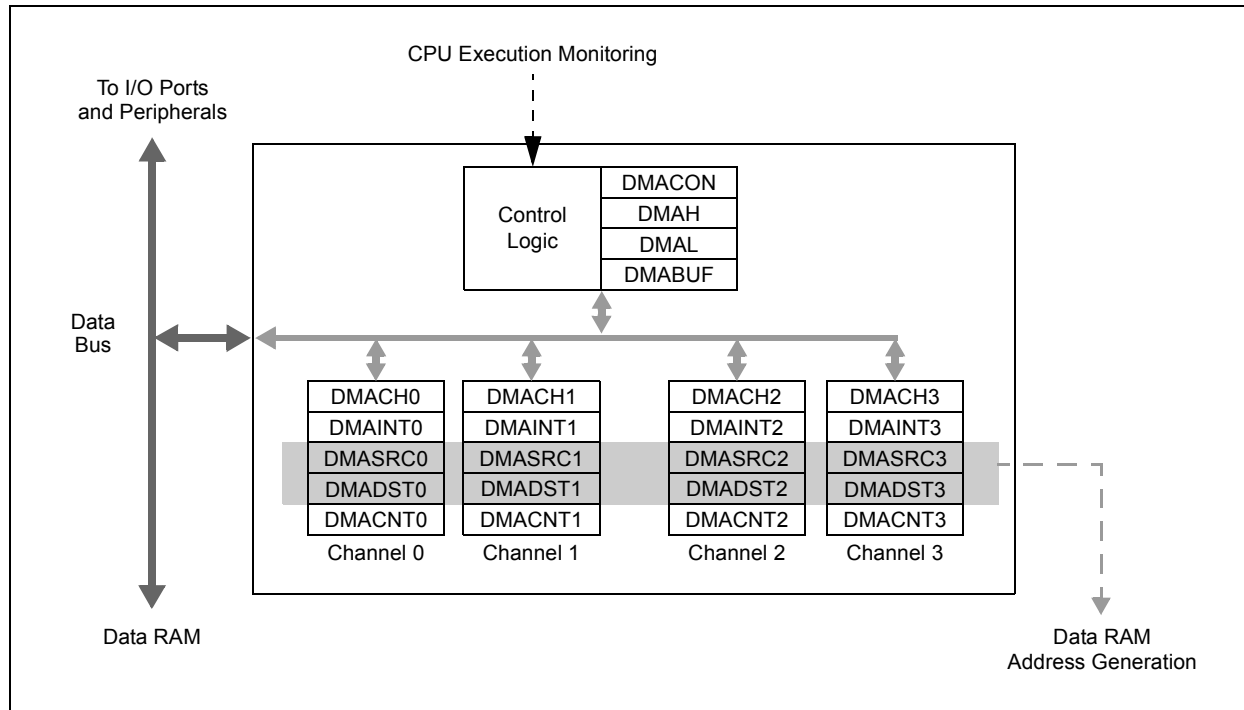 CPU Execution Monitoring
To I/O Ports
and Peripherals
Control
Logic
DMACON
DMAH
DMAL
DMABUF
Data
Bus
DMACH0
DMAINT0
DMASRC0
DMADST0
DMACNT0
Channel 0
DMACH1
DMAINT1
DMASRC1
DMADST1
DMACNT1
Channel 1
DMACH2
DMAINT2
DMASRC2
DMADST2
DMACNT2
Channel 2
DMACH3
DMAINT3
DMASRC3
DMADST3
DMACNT3
Channel 3
Data RAM
Data RAM
Address Generation